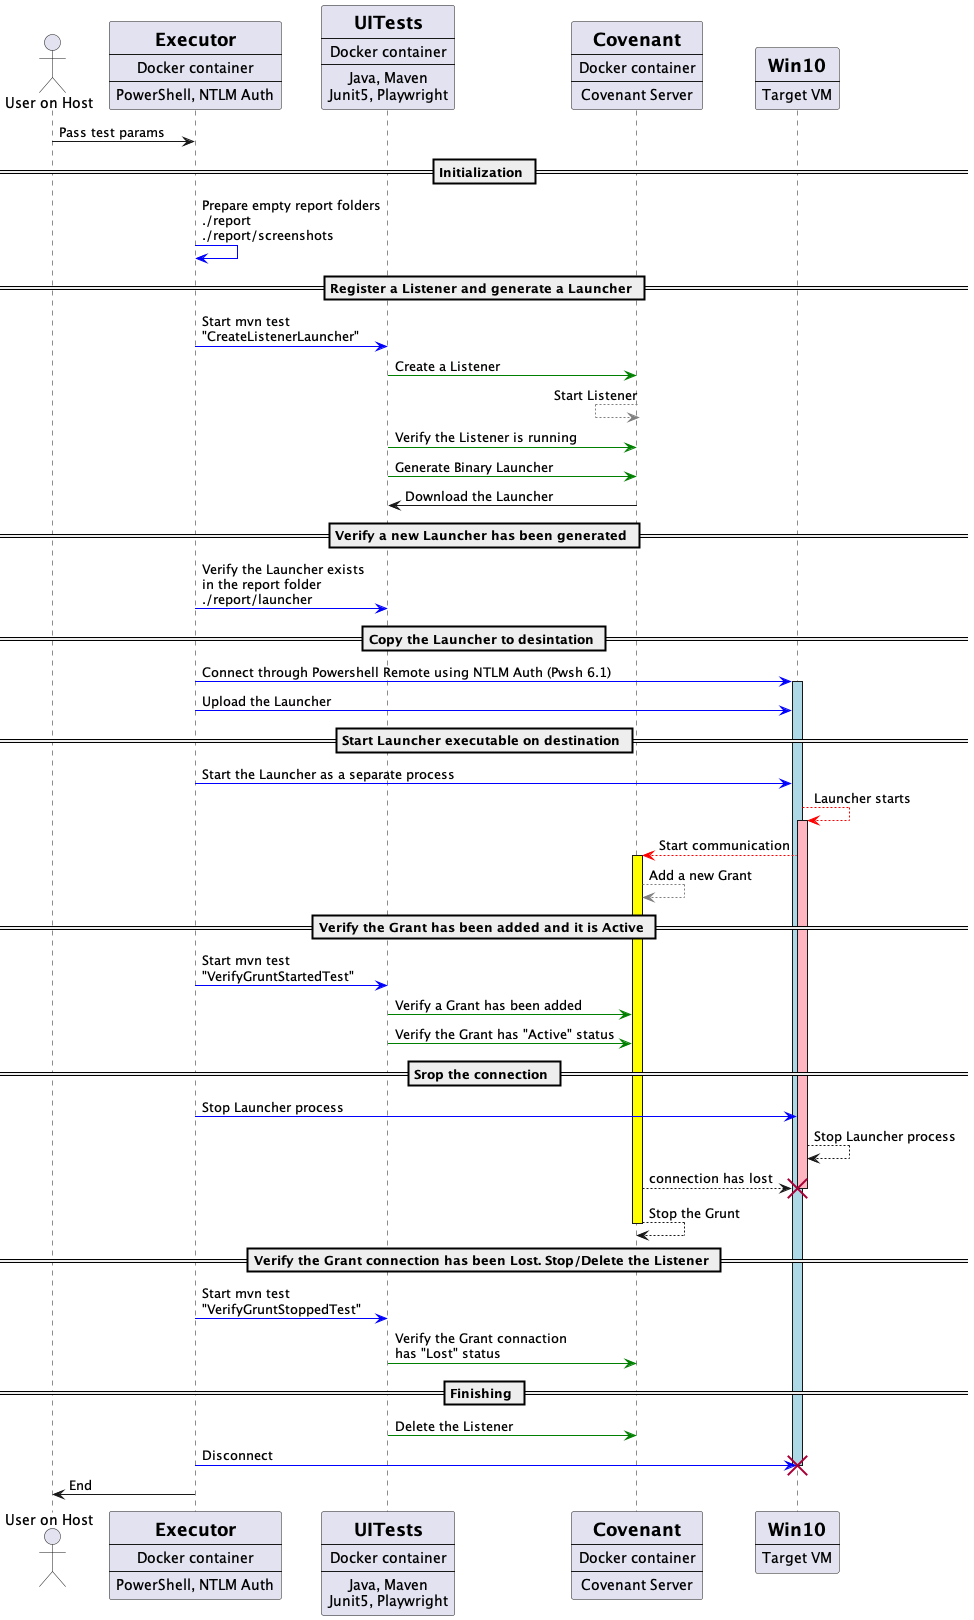 User on Host
Executor
Docker container
PowerShell, NTLM Auth
UITests
Docker container
Java, Maven
Junit5, Playwright
Covenant
Docker container
Covenant Server
Win10
Target VM
Pass test params
Initialization
Prepare empty report folders
./report
./report/screenshots
Register a Listener and generate a Launcher
Start mvn test
"CreateListenerLauncher"
Create a Listener
Start Listener
Verify the Listener is running
Generate Binary Launcher
Download the Launcher
Verify a new Launcher has been generated
Verify the Launcher exists
in the report folder
./report/launcher
Copy the Launcher to desintation
Connect through Powershell Remote using NTLM Auth (Pwsh 6.1)
Upload the Launcher
Start Launcher executable on destination
Start the Launcher as a separate process
Launcher starts
Start communication
Add a new Grant
Verify the Grant has been added and it is Active
Start mvn test
"VerifyGruntStartedTest"
Verify a Grant has been added
Verify the Grant has "Active" status
Srop the connection
Stop Launcher process
Stop Launcher process
connection has lost
Stop the Grunt
Verify the Grant connection has been Lost. Stop/Delete the Listener
Start mvn test
"VerifyGruntStoppedTest"
Verify the Grant connaction
has "Lost" status
Finishing
Delete the Listener
Disconnect
End
User on Host
Executor
Docker container
PowerShell, NTLM Auth
UITests
Docker container
Java, Maven
Junit5, Playwright
Covenant
Docker container
Covenant Server
Win10
Target VM